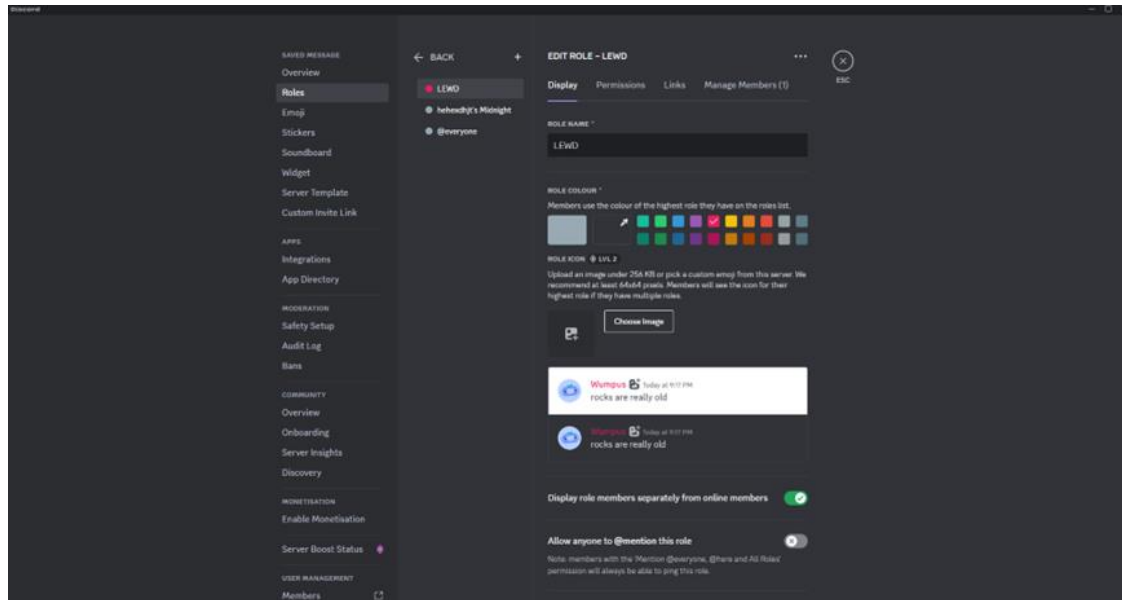 Discord
SAVED MESSAGE
Overview
Roles
Emoji
Stickers
Soundboard
Widget
Server Template
Custom Invite Link
APPS
Integrations
App Directory
MODERATION
Safety Setup
Audit Log
Bans
COMMUNITY
Overview
Onboarding
Server Insights
Discovery
MONETISATION
Enable Monetisation
Server Boost Status
USER MANAGEMENT
Members
← BACK +
LEWD
@everyone
EDIT ROLE – LEWD
Display Permissions Links Manage Members (1)
ROLE NAME *
LEWD
ROLE COLOUR *
Members use the colour of the highest role they have on the roles list.
ROLE ICON LVL 2
Upload an image under 256 KB or pick a custom emoji from this server. We
recommend at least 64x64 pixels. Members will see the icon for their
highest role if they have multiple roles.
Choose Image
Wumpus Today at 9:17 PM
rocks are really old
Wumpus Today at 9:17 PM
rocks are really old
Display role members separately from online members
Allow anyone to @mention this role
Note: members with the 'Mention @everyone, @here and All Roles'
permission will always be able to ping this role.
ESC